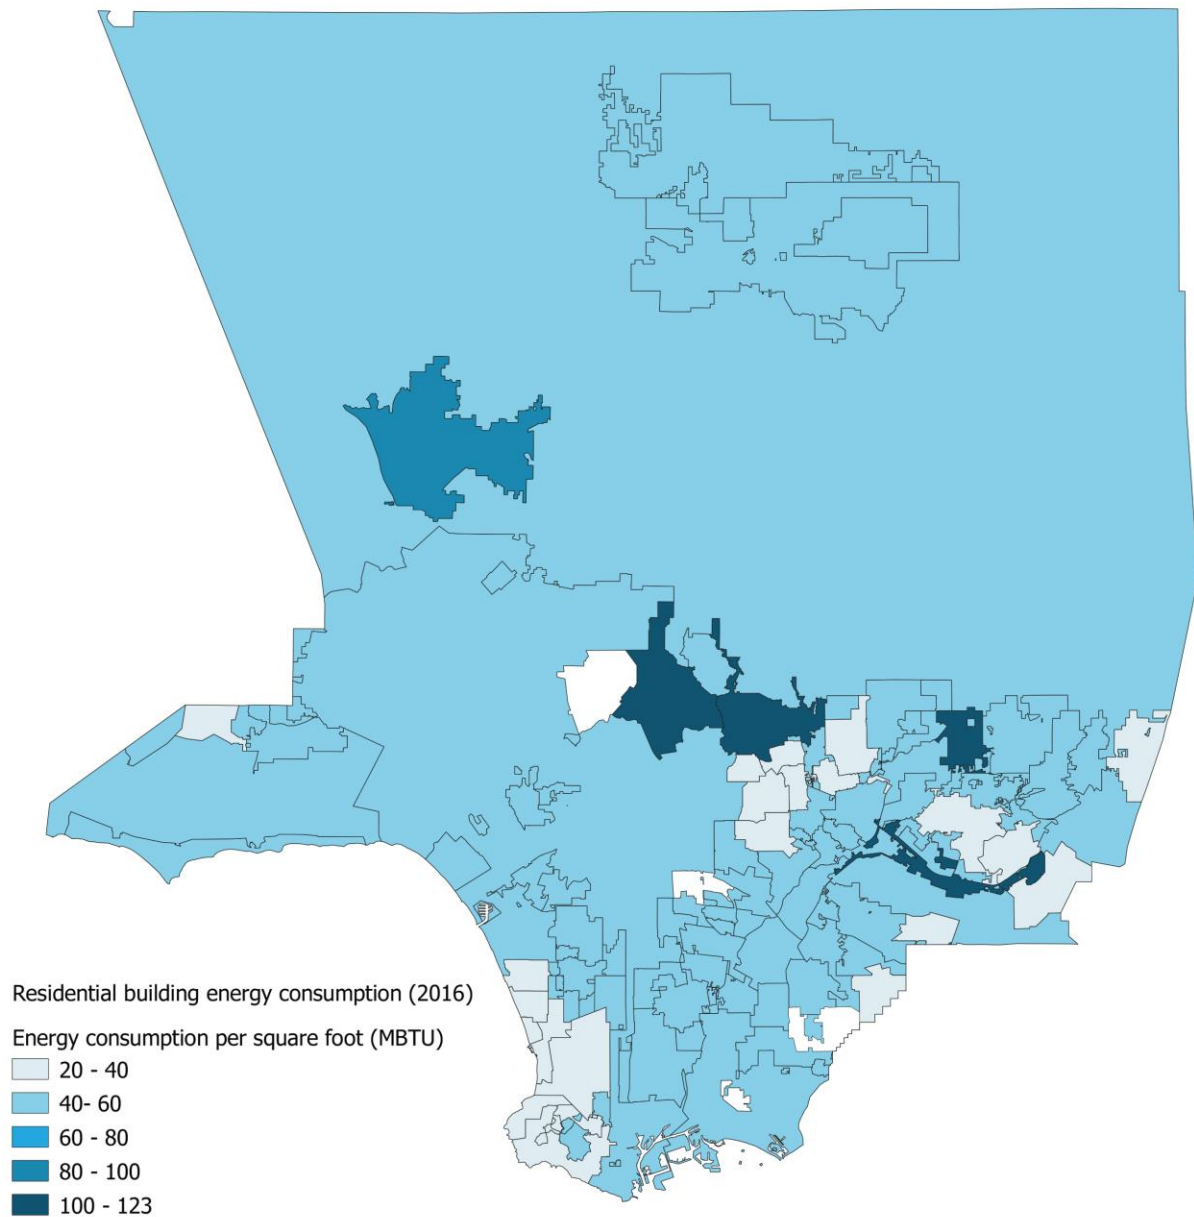 Residential building energy consumption (2016)
Energy consumption per square foot (MBTU)
20 - 40
40- 60
60 - 80
80 - 100
100 - 123